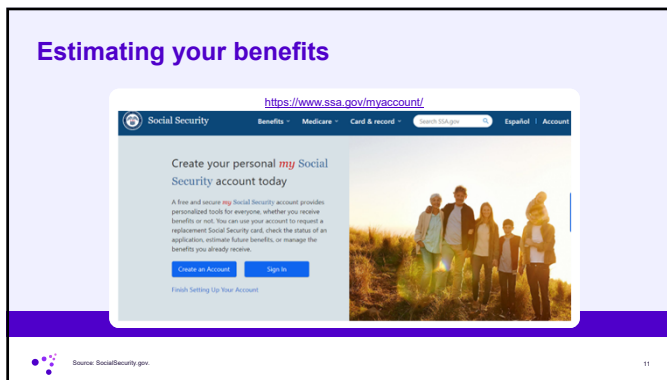 Estimating your benefits
https://www.ssa.gov/myaccount/
Social Security
Benefits
Medicare
Card & record
Search SSA.gov
Español
Account
Create your personal my Social
Security account today
A free and secure my Social Security account provides
personalized tools for everyone, whether you receive
benefits or not. You can use your account to request a
replacement Social Security card, check the status of an
application, estimate future benefits, or manage the
benefits you already receive.
Create an Account
Sign In
Finish Setting Up Your Account
Source: SocialSecurity.gov.
11